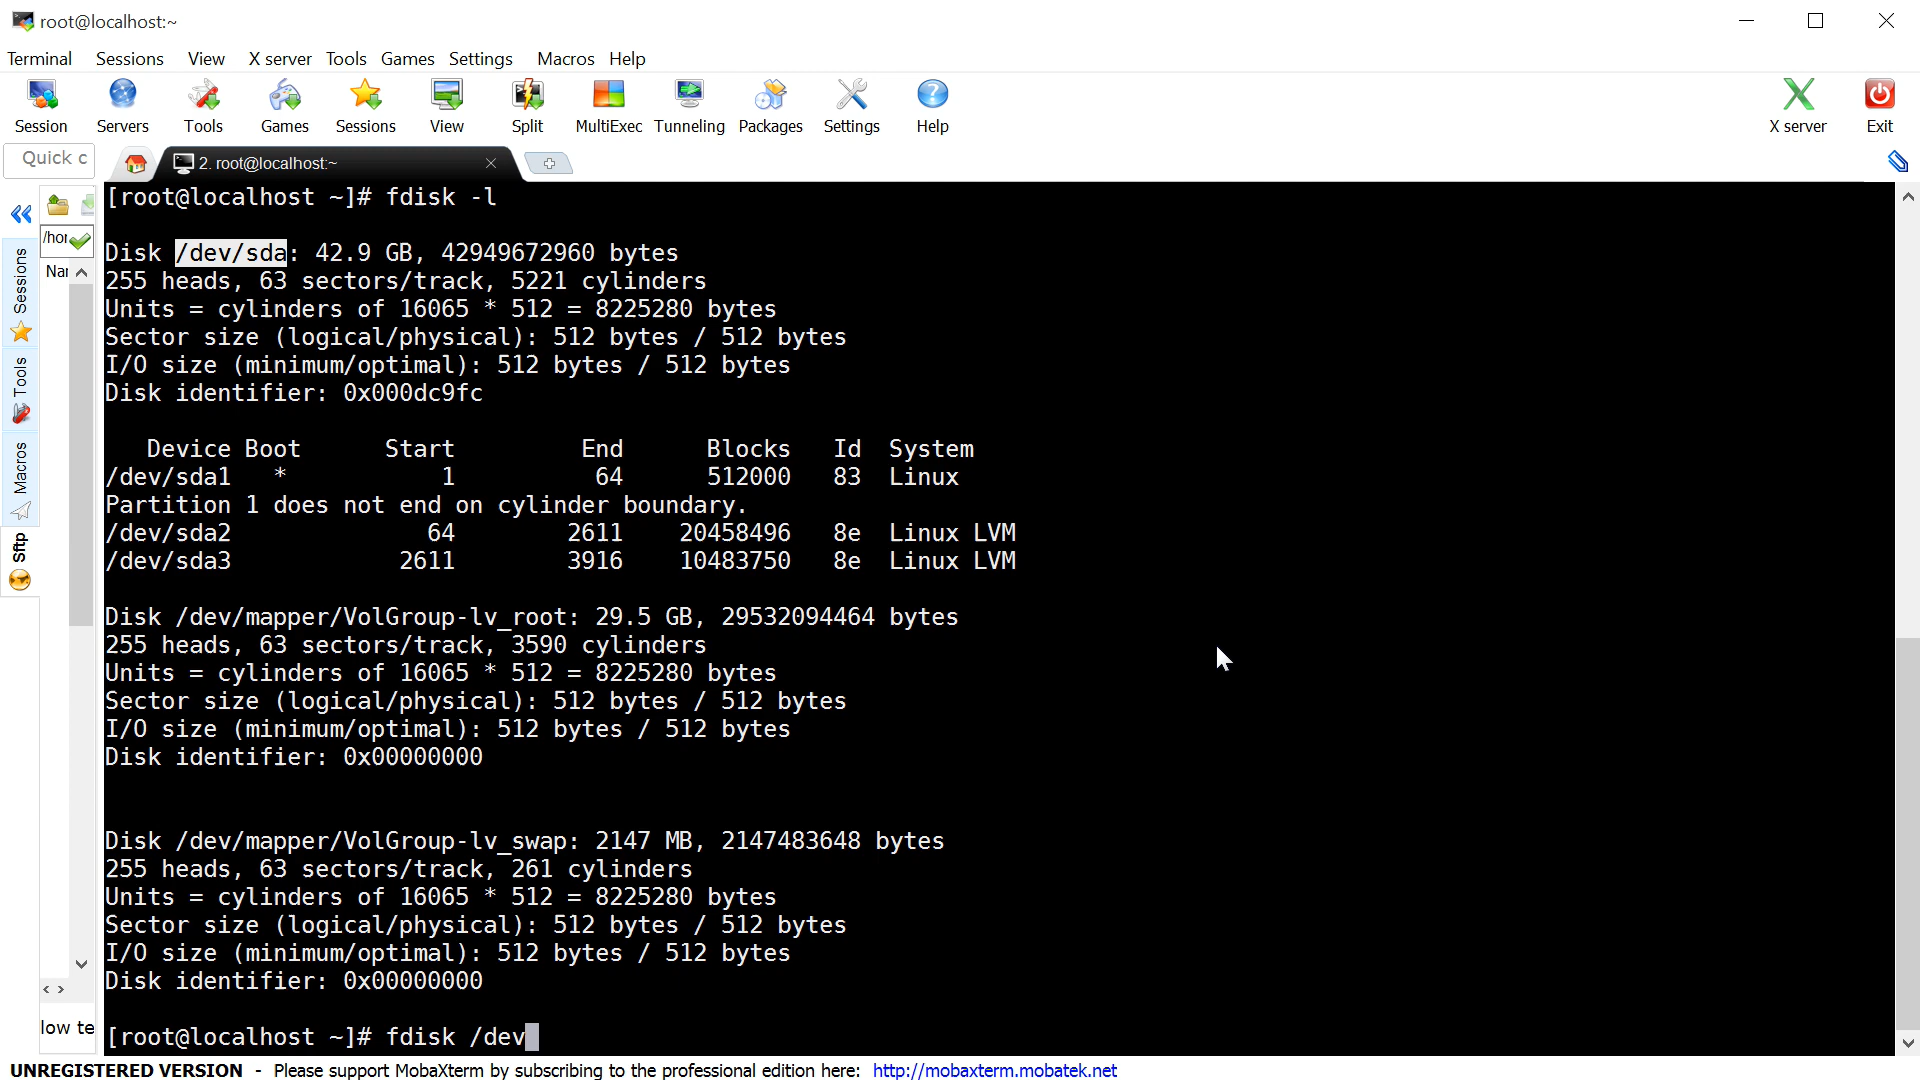 root@localhost:~
Terminal Sessions View X server Tools Games Settings Macros Help
Session Servers Tools Games Sessions View Split MultiExec Tunneling Packages Settings Help X server Exit
Quick c
2. root@localhost:~
/hor
Nar
Sessions
Tools
Macros
Sftp
low te
[root@localhost ~]# fdisk -l
Disk /dev/sda: 42.9 GB, 42949672960 bytes
255 heads, 63 sectors/track, 5221 cylinders
Units = cylinders of 16065 * 512 = 8225280 bytes
Sector size (logical/physical): 512 bytes / 512 bytes
I/O size (minimum/optimal): 512 bytes / 512 bytes
Disk identifier: 0x000dc9fc
Device Boot Start End Blocks Id System
/dev/sda1 * 1 64 512000 83 Linux
Partition 1 does not end on cylinder boundary.
/dev/sda2 64 2611 20458496 8e Linux LVM
/dev/sda3 2611 3916 10483750 8e Linux LVM
Disk /dev/mapper/VolGroup-lv_root: 29.5 GB, 29532094464 bytes
255 heads, 63 sectors/track, 3590 cylinders
Units = cylinders of 16065 * 512 = 8225280 bytes
Sector size (logical/physical): 512 bytes / 512 bytes
I/O size (minimum/optimal): 512 bytes / 512 bytes
Disk identifier: 0x00000000
Disk /dev/mapper/VolGroup-lv_swap: 2147 MB, 2147483648 bytes
255 heads, 63 sectors/track, 261 cylinders
Units = cylinders of 16065 * 512 = 8225280 bytes
Sector size (logical/physical): 512 bytes / 512 bytes
I/O size (minimum/optimal): 512 bytes / 512 bytes
Disk identifier: 0x00000000
[root@localhost ~]# fdisk /dev
UNREGISTERED VERSION - Please support MobaXterm by subscribing to the professional edition here: http://mobaxterm.mobatek.net